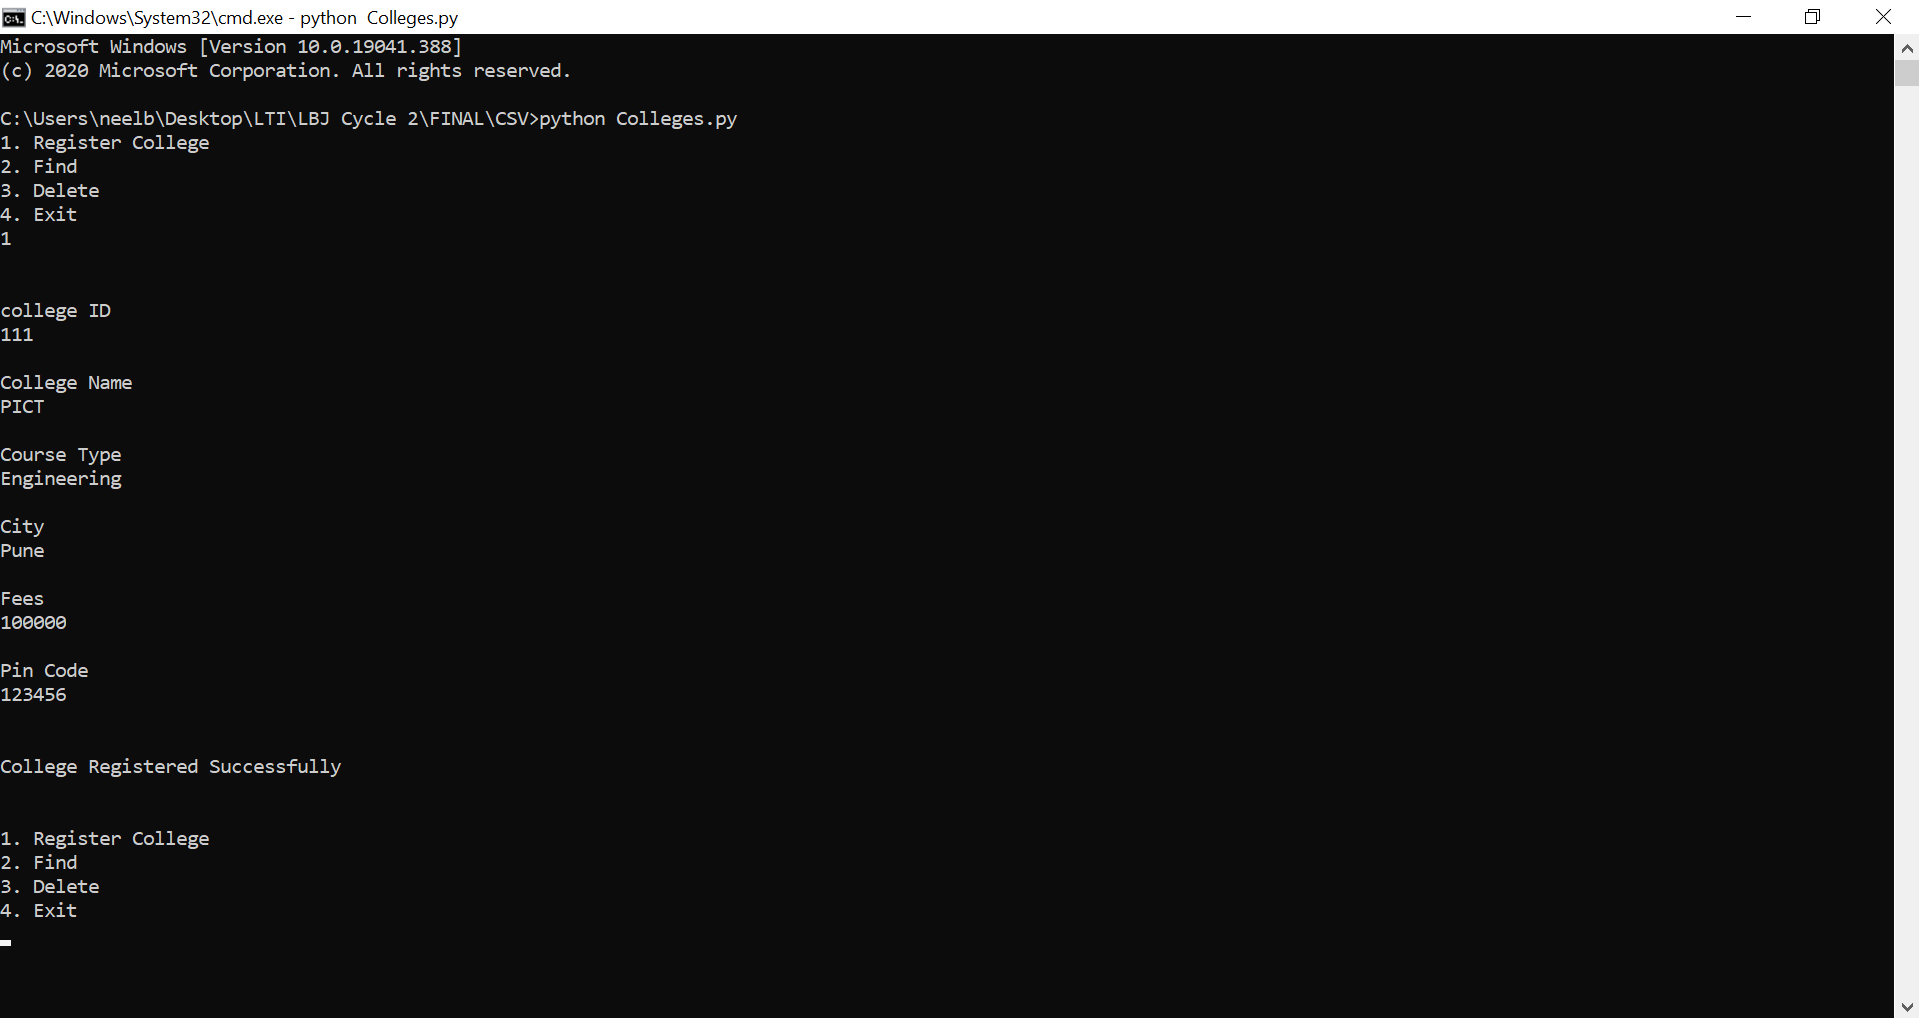 C:\Windows\System32\cmd.exe - python  Colleges.py
Microsoft Windows [Version 10.0.19041.388]
(c) 2020 Microsoft Corporation. All rights reserved.
C:\Users\neelb\Desktop\LTI\LBJ Cycle 2\FINAL\CSV>python Colleges.py
1. Register College
2. Find
3. Delete
4. Exit
1
college ID
111
College Name
PICT
Course Type
Engineering
City
Pune
Fees
100000
Pin Code
123456
College Registered Successfully
1. Register College
2. Find
3. Delete
4. Exit